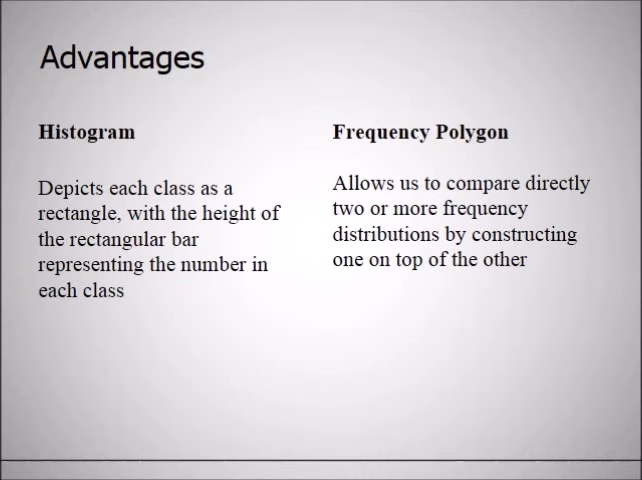 Advantages
Histogram
Depicts each class as a
rectangle, with the height of
the rectangular bar
representing the number in
each class
Frequency Polygon
Allows us to compare directly
two or more frequency
distributions by constructing
one on top of the other